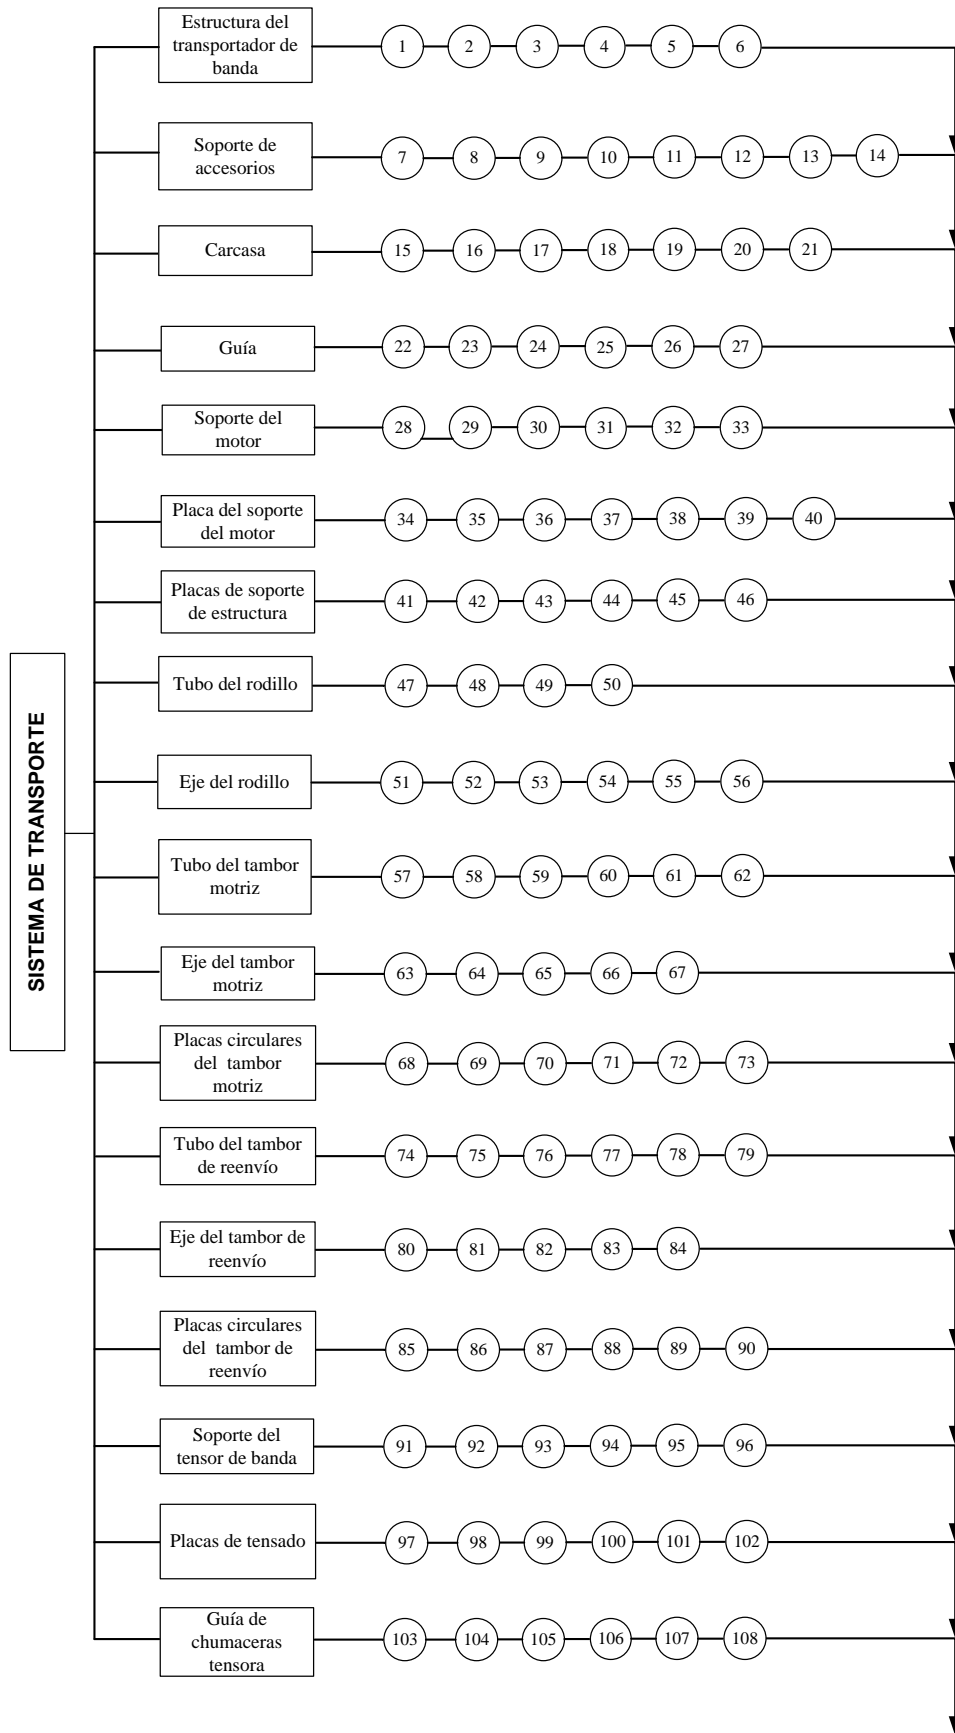 Estructura del
transportador de
banda
1 2 3 4 5 6
Soporte de
accesorios
7 8 9 10 11 12 13 14
Carcasa
15 16 17 18 19 20 21
Guía
22 23 24 25 26 27
Soporte del
motor
28 29 30 31 32 33
Placa del soporte
del motor
34 35 36 37 38 39 40
Placas de soporte
de estructura
41 42 43 44 45 46
SISTEMA DE TRANSPORTE
Tubo del rodillo
47 48 49 50
Eje del rodillo
51 52 53 54 55 56
Tubo del tambor
motriz
57 58 59 60 61 62
Eje del tambor
motriz
63 64 65 66 67
Placas circulares
del tambor
motriz
68 69 70 71 72 73
Tubo del tambor
de reenvío
74 75 76 77 78 79
Eje del tambor de
reenvío
80 81 82 83 84
Placas circulares
del tambor de
reenvío
85 86 87 88 89 90
Soporte del
tensor de banda
91 92 93 94 95 96
Placas de tensado
97 98 99 100 101 102
Guía de
chumaceras
tensora
103 104 105 106 107 108